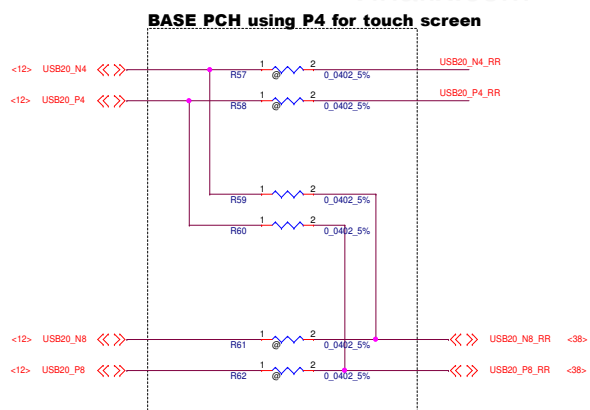 BASE PCH using P4 for touch screen
<12> USB20_N4 R57 1 @ 2 0_0402_5% USB20_N4_RR
<12> USB20_P4 R58 1 @ 2 0_0402_5% USB20_P4_RR
R59 1 2 0_0402_5%
R60 1 2 0_0402_5%
<12> USB20_N8 R61 1 @ 2 0_0402_5% USB20_N8_RR <38>
<12> USB20_P8 R62 1 @ 2 0_0402_5% USB20_P8_RR <38>